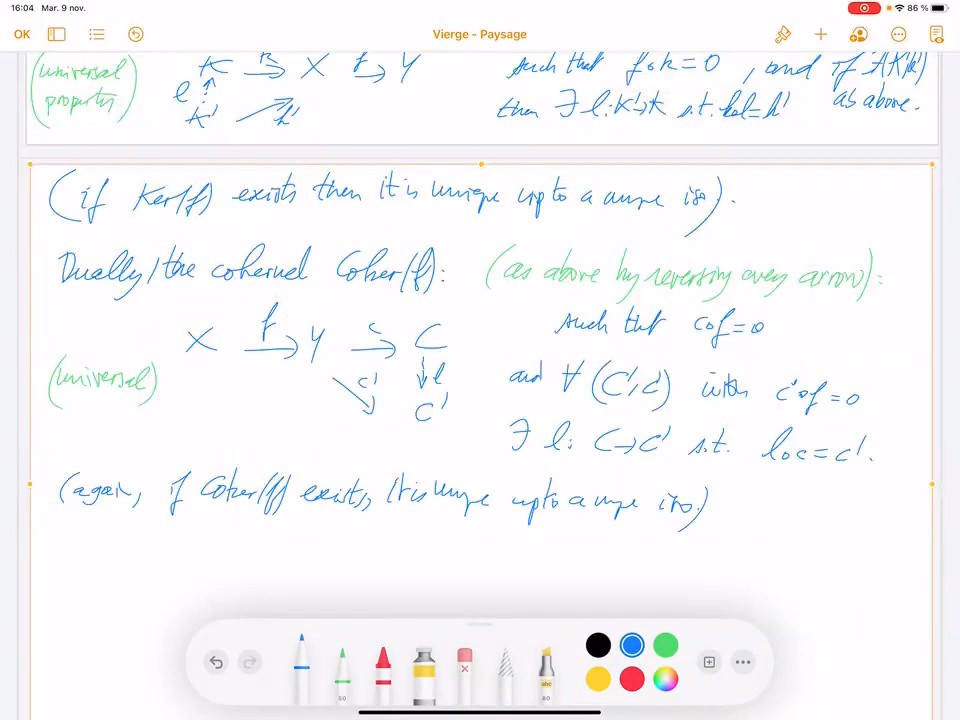 16:04 Mar. 9 nov. 86 %
OK Vierge – Paysage
(universal property) K →k X →f Y such that f∘k=0, and if (K',k') as above.
l K' k' then ∃ l: K'→K s.t. k∘l=k'
(if Ker(f) exists then it is unique up to a unique iso).
Dually, the cokernel Coker(f): (as above by reversing every arrow):
X →f Y →c C such that c∘f=0
(universal) c' l and ∀ (C',c') with c'∘f=0
C' ∃ l: C→C' s.t. l∘c=c'.
(again, if Coker(f) exists, it is unique up to a unique iso.)
50 abc 80